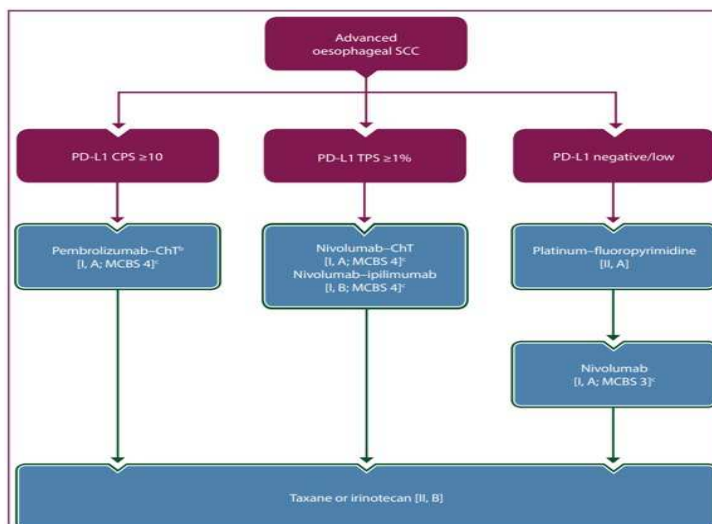 Advanced
oesophageal SCC
PD-L1 CPS ≥10
PD-L1 TPS ≥1%
PD-L1 negative/low
Pembrolizumab–ChTᵇ
[I, A; MCBS 4]ᶜ
Nivolumab–ChT
[I, A; MCBS 4]ᶜ
Nivolumab–ipilimumab
[I, B; MCBS 4]ᶜ
Platinum–fluoropyrimidine
[II, A]
Nivolumab
[I, A; MCBS 3]ᶜ
Taxane or irinotecan [II, B]